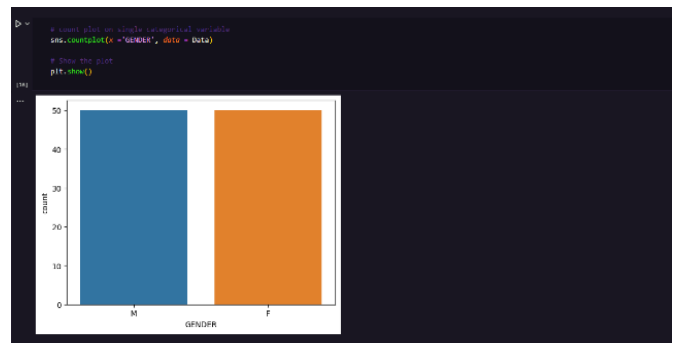 # count plot on single categorical variable
sns.countplot(x ='GENDER', data = Data)
# Show the plot
plt.show()
...
50
40
30
20
10
0
count
M F
GENDER